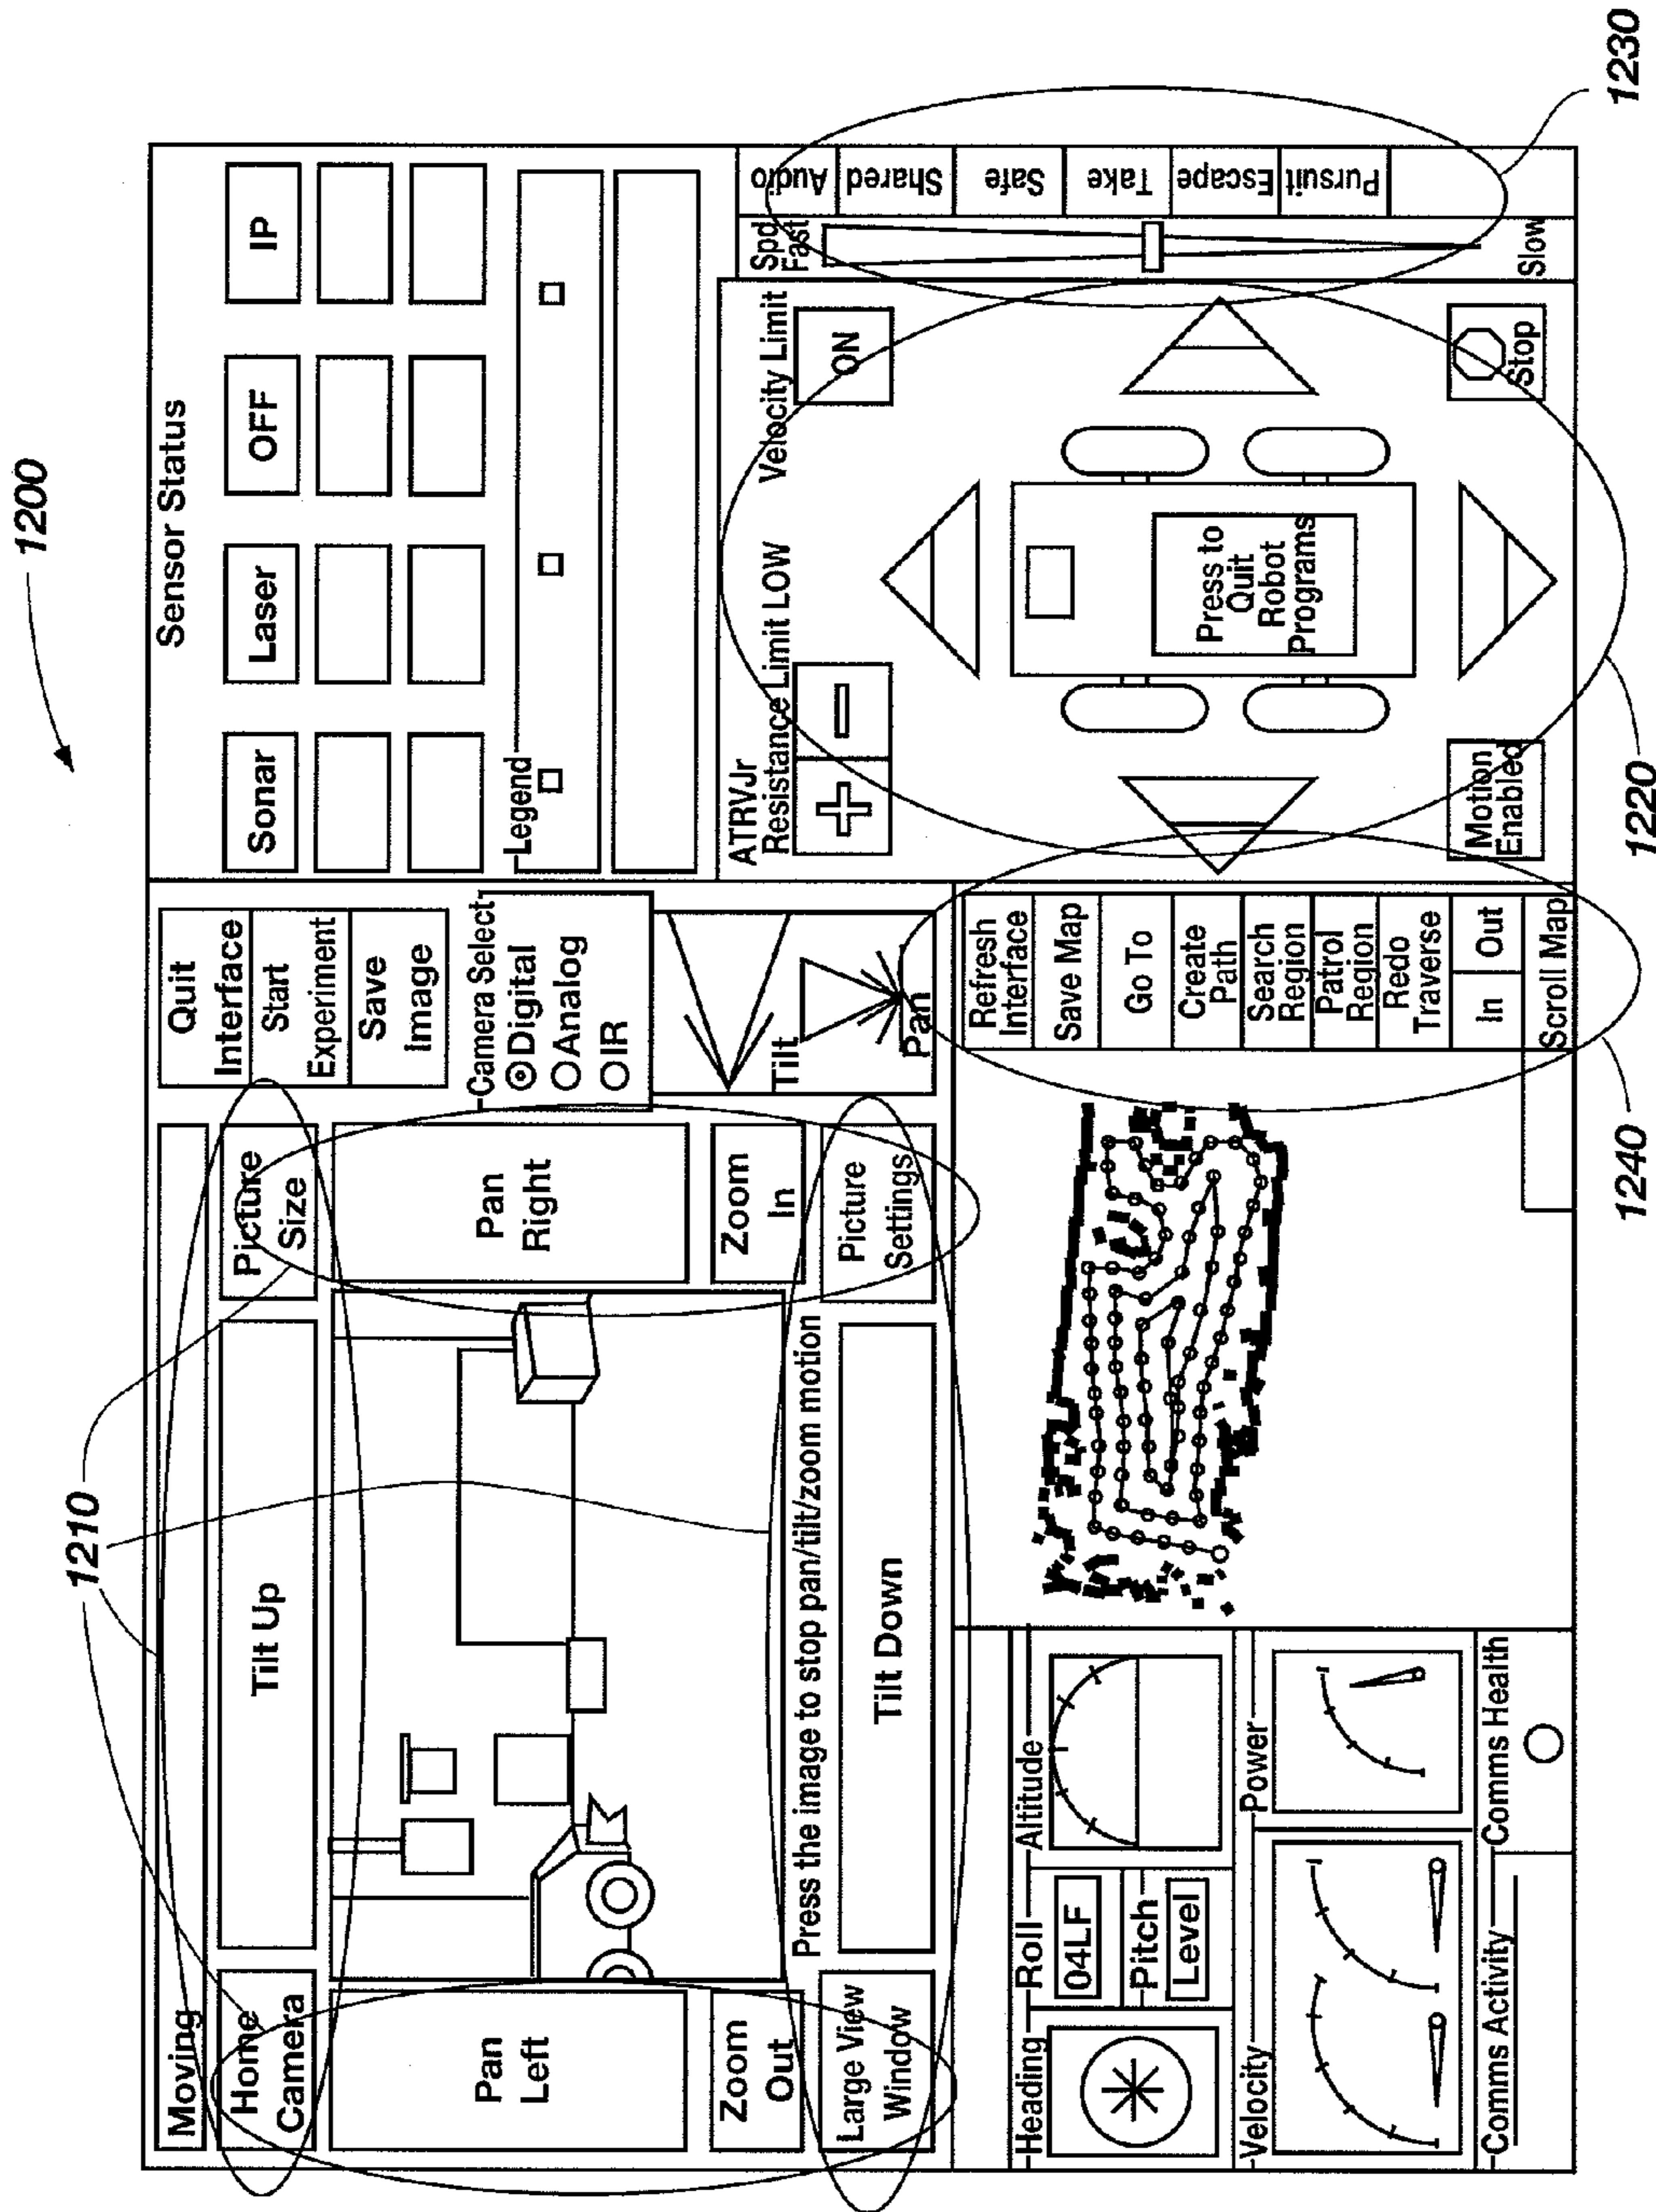 1200
1210
Moving
Home
Camera
Tilt Up
Picture
Size
Pan
Left
Pan
Right
Zoom
Out
Zoom
In
Press the image to stop pan/tilt/zoom motion
Large View
Window
Tilt Down
Picture
Settings
Quit
Interface
Start
Experiment
Save
Image
Camera Select
Digital
Analog
IR
Tilt
Pan
Sensor Status
Sonar
Laser
OFF
IP
Legend
ATRVJr
Resistance Limit LOW
Velocity Limit
ON
Press to
Quit
Robot
Programs
Motion
Enabled
Stop
Spd
Fast
Slow
Audio
Shared
Safe
Take
Escape
Pursuit
1230
Heading
Roll
04LF
Pitch
Level
Altitude
Velocity
Power
Comms Activity
Comms Health
Refresh
Interface
Save Map
Go To
Create
Path
Search
Region
Patrol
Region
Redo
Traverse
In
Out
Scroll Map
1240
1220